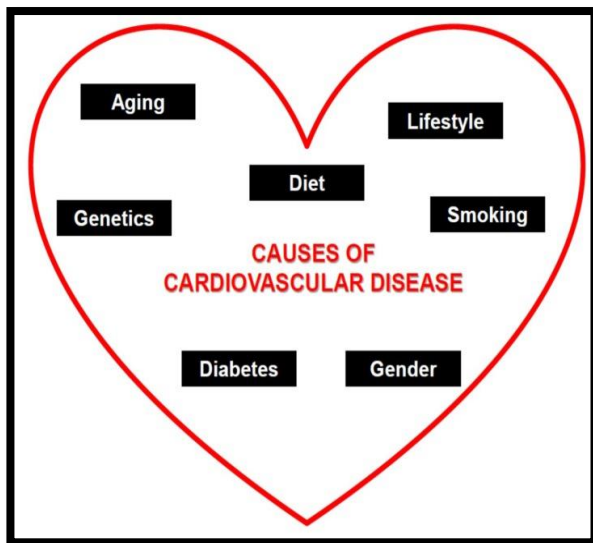 Aging
Lifestyle
Diet
Genetics
Smoking
CAUSES OF
CARDIOVASCULAR DISEASE
Diabetes
Gender